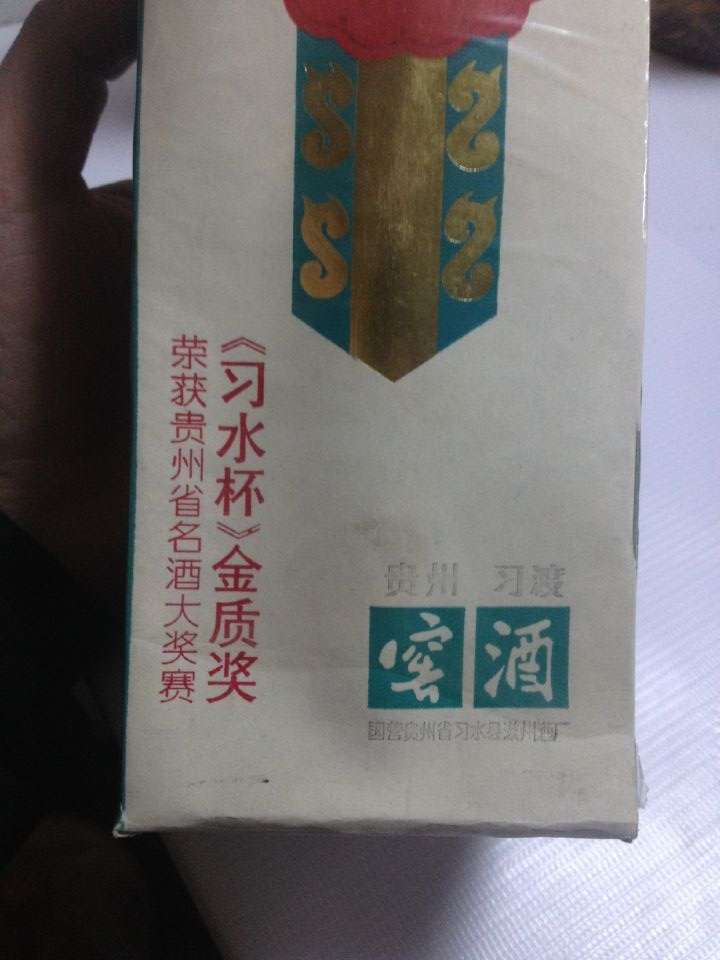 荣获贵州省名酒大奖赛
《习水杯》金质奖
贵州 习渡
窖酒
国营贵州省习水县滨州酒厂